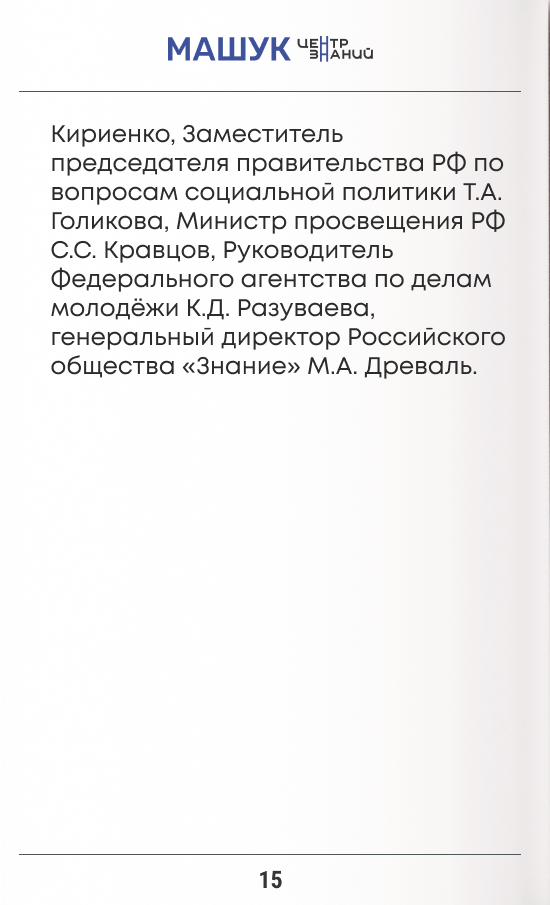 МАШУК ЦЕНТР ЗНАНИЙ
Кириенко, Заместитель
председателя правительства РФ по
вопросам социальной политики Т.А.
Голикова, Министр просвещения РФ
С.С. Кравцов, Руководитель
Федерального агентства по делам
молодёжи К.Д. Разуваева,
генеральный директор Российского
общества «Знание» М.А. Древаль.
15